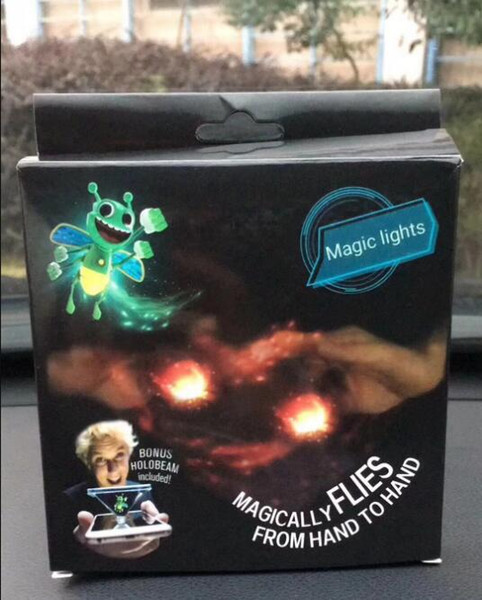 Magic lights
BONUS
HOLOBEAM
included!
MAGICALLY FLIES
FROM HAND TO HAND